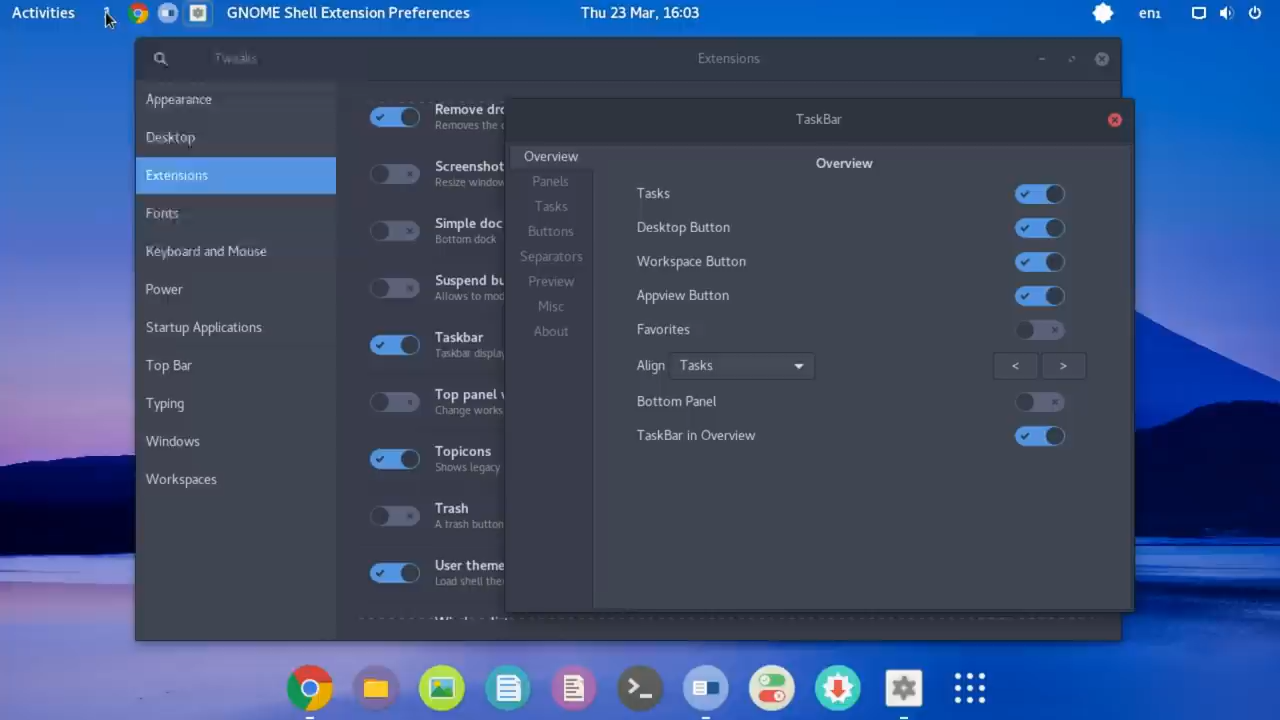 Activities
GNOME Shell Extension Preferences
Thu 23 Mar, 16:03
en₁
Tweaks
Extensions
Appearance
Desktop
Extensions
Fonts
Keyboard and Mouse
Power
Startup Applications
Top Bar
Typing
Windows
Workspaces
Remove dro
Removes the d
Screenshot
Resize window
Simple doc
Bottom dock
Suspend bu
Allows to mod
Taskbar
Taskbar display
Top panel w
Change works
Topicons
Shows legacy
Trash
A trash button
User theme
Load shell the
TaskBar
Overview
Panels
Tasks
Buttons
Separators
Preview
Misc
About
Overview
Tasks
Desktop Button
Workspace Button
Appview Button
Favorites
Align Tasks < >
Bottom Panel
TaskBar in Overview